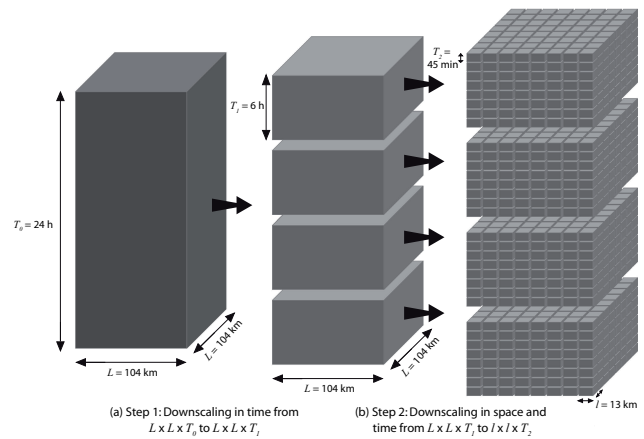 T₂ =
45 min
T₁ = 6 h
T₀ = 24 h
L = 104 km
L = 104 km
L = 104 km
L = 104 km
l = 13 km
(a) Step 1: Downscaling in time from
L x L x T₀ to L x L x T₁
(b) Step 2: Downscaling in space and
time from L x L x T₁ to l x l x T₂